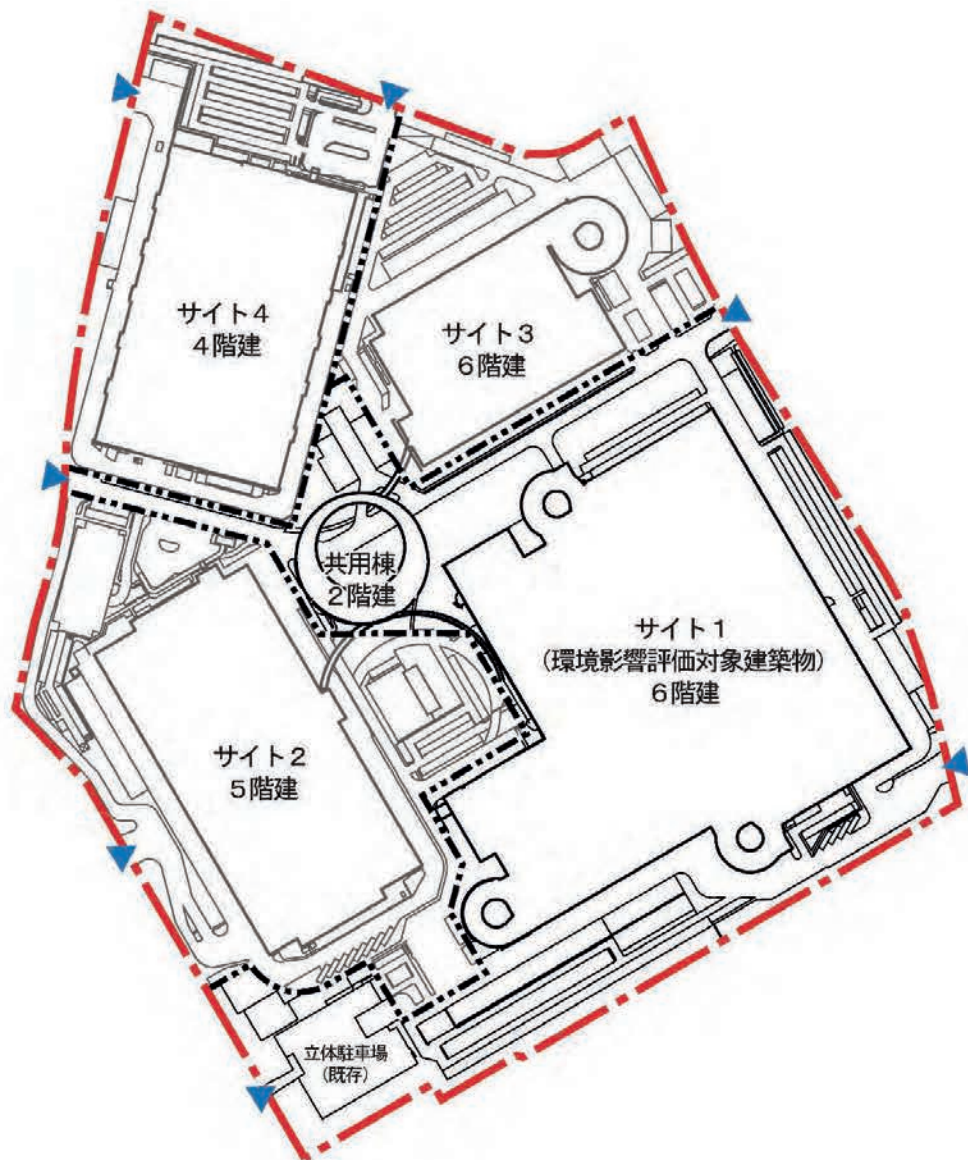 サイト4
4階建
サイト3
6階建
共用棟
2階建
サイト1
(環境影響評価対象建築物)
6階建
サイト2
5階建
立体駐車場
(既存)